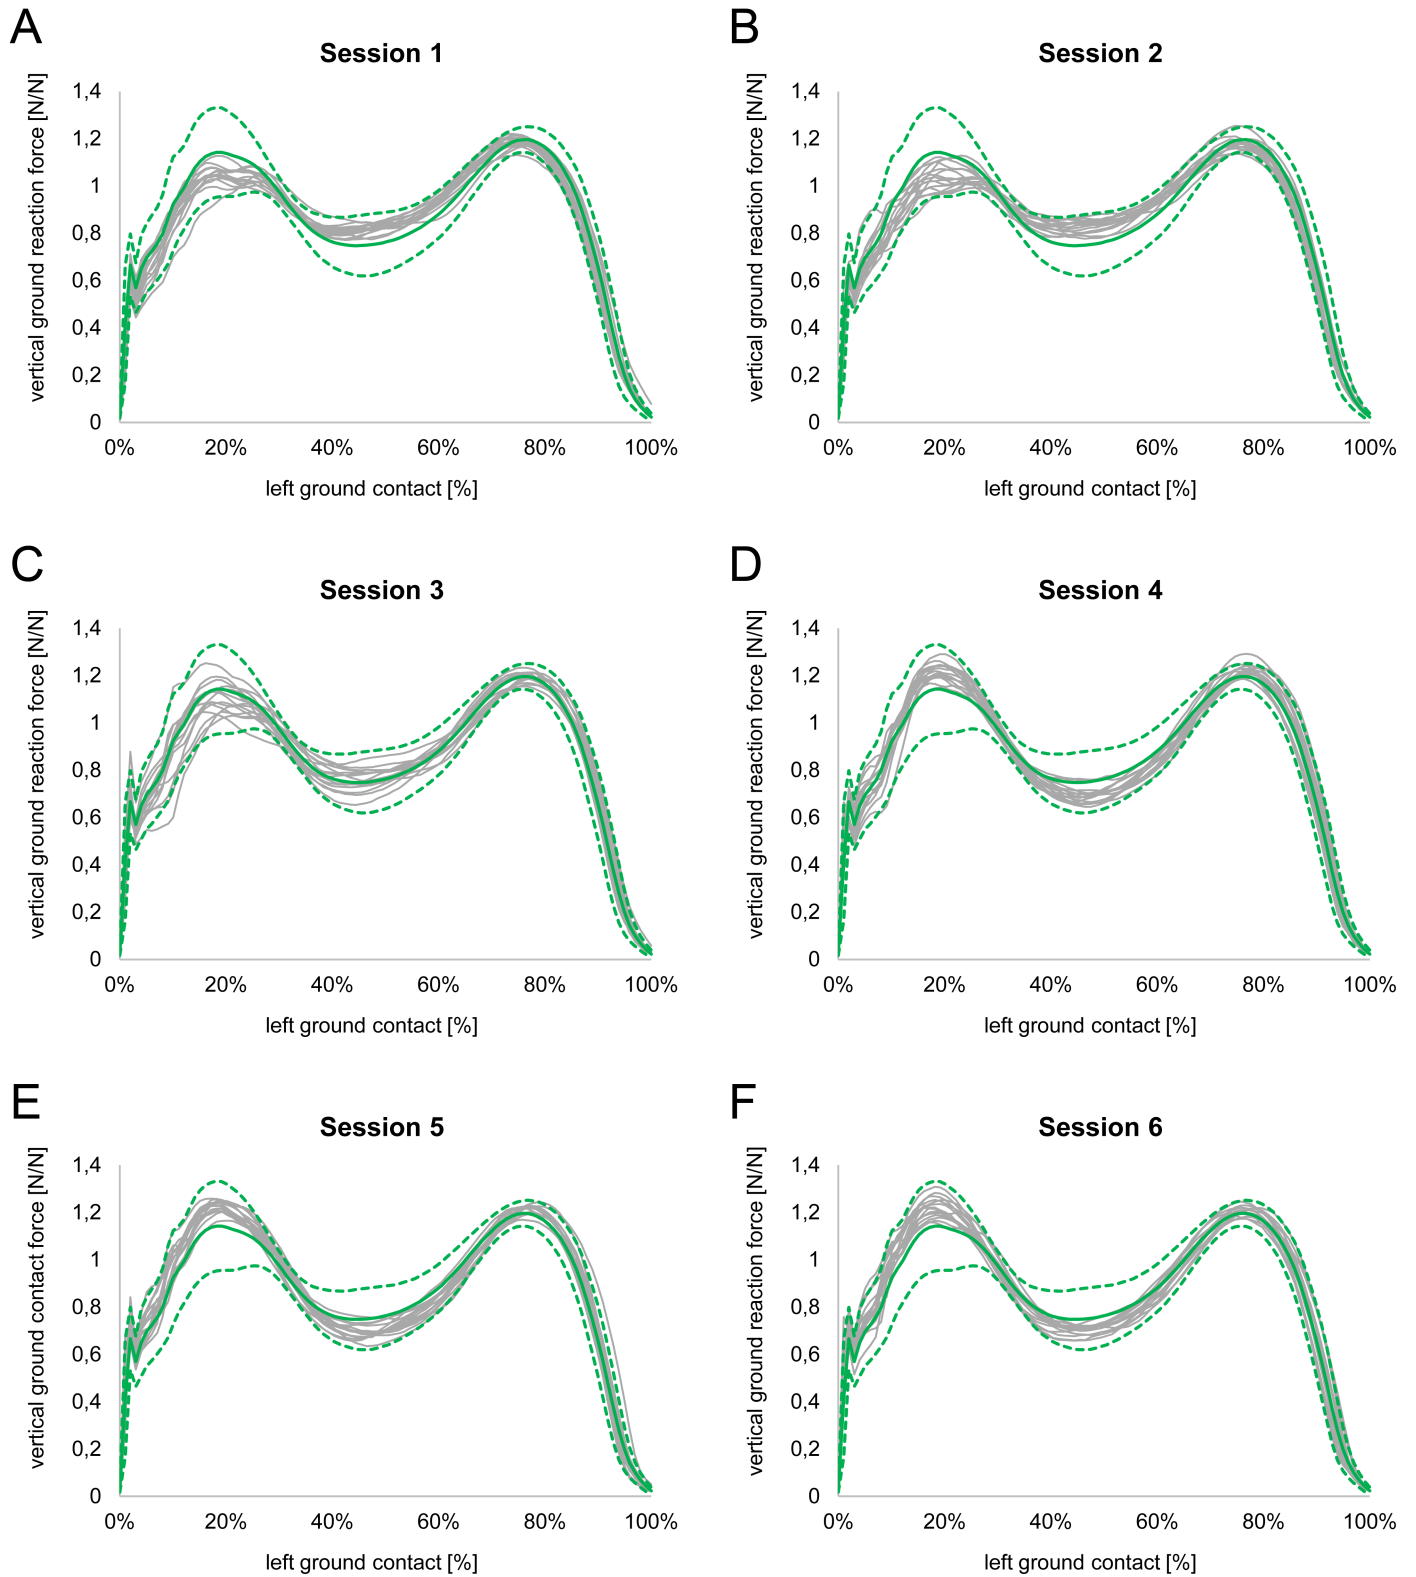 A
Session 1
vertical ground reaction force [N/N]
1,4
1,2
1
0,8
0,6
0,4
0,2
0
0% 20% 40% 60% 80% 100%
left ground contact [%]
B
Session 2
vertical ground reaction force [N/N]
1,4
1,2
1
0,8
0,6
0,4
0,2
0
0% 20% 40% 60% 80% 100%
left ground contact [%]
C
Session 3
vertical ground reaction force [N/N]
1,4
1,2
1
0,8
0,6
0,4
0,2
0
0% 20% 40% 60% 80% 100%
left ground contact [%]
D
Session 4
vertical ground reaction force [N/N]
1,4
1,2
1
0,8
0,6
0,4
0,2
0
0% 20% 40% 60% 80% 100%
left ground contact [%]
E
Session 5
vertical ground contact force [N/N]
1,4
1,2
1
0,8
0,6
0,4
0,2
0
0% 20% 40% 60% 80% 100%
left ground contact [%]
F
Session 6
vertical ground reaction force [N/N]
1,4
1,2
1
0,8
0,6
0,4
0,2
0
0% 20% 40% 60% 80% 100%
left ground contact [%]